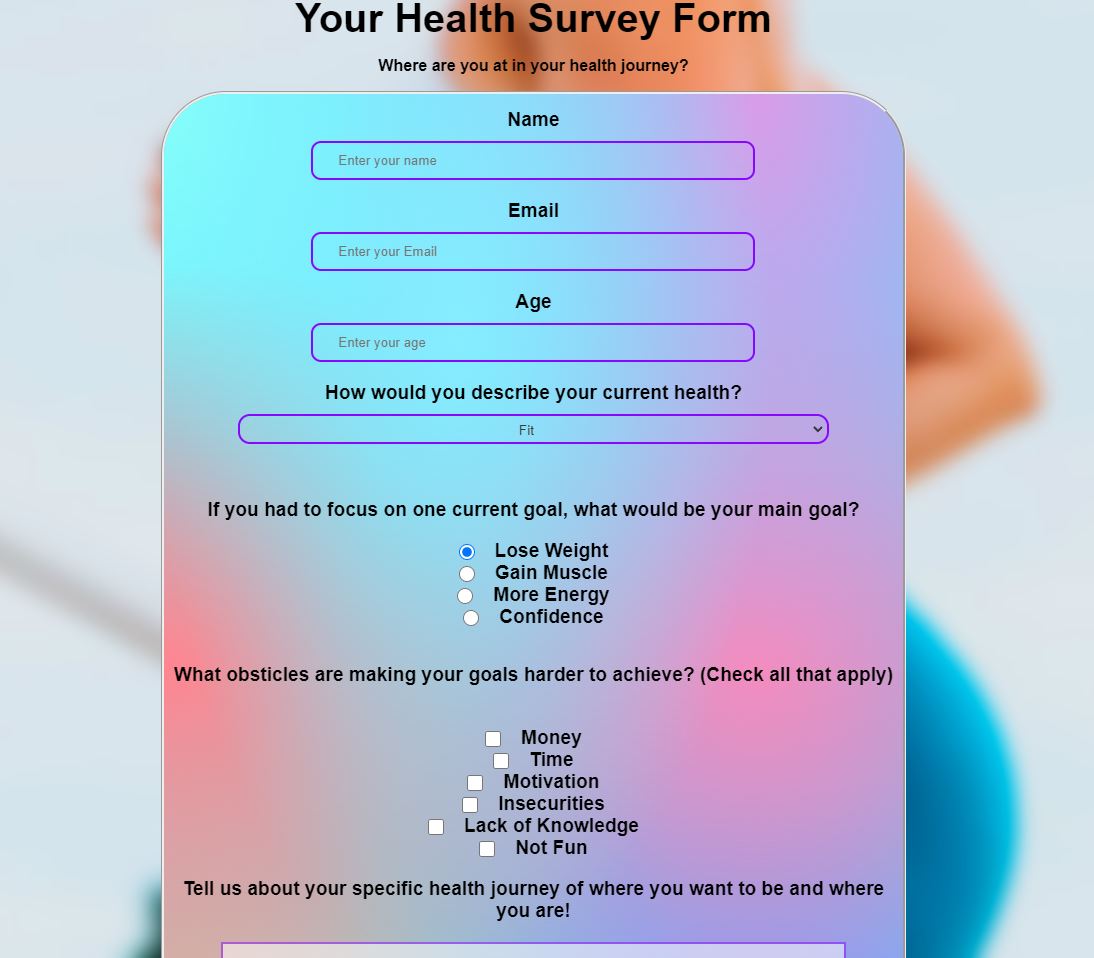 Your Health Survey Form
Where are you at in your health journey?
Name
Enter your name
Email
Enter your Email
Age
Enter your age
How would you describe your current health?
Fit
If you had to focus on one current goal, what would be your main goal?
Lose Weight
Gain Muscle
More Energy
Confidence
What obsticles are making your goals harder to achieve? (Check all that apply)
Money
Time
Motivation
Insecurities
Lack of Knowledge
Not Fun
Tell us about your specific health journey of where you want to be and where
you are!